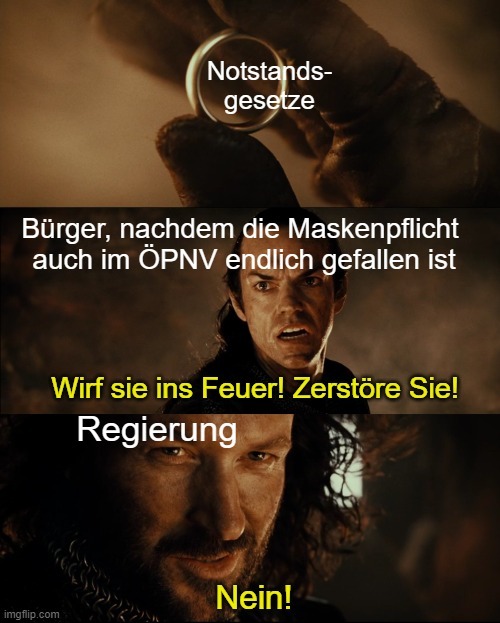 Notstands-
gesetze
Bürger, nachdem die Maskenpflicht
auch im ÖPNV endlich gefallen ist
Wirf sie ins Feuer! Zerstöre Sie!
Regierung
Nein!
imgflip.com